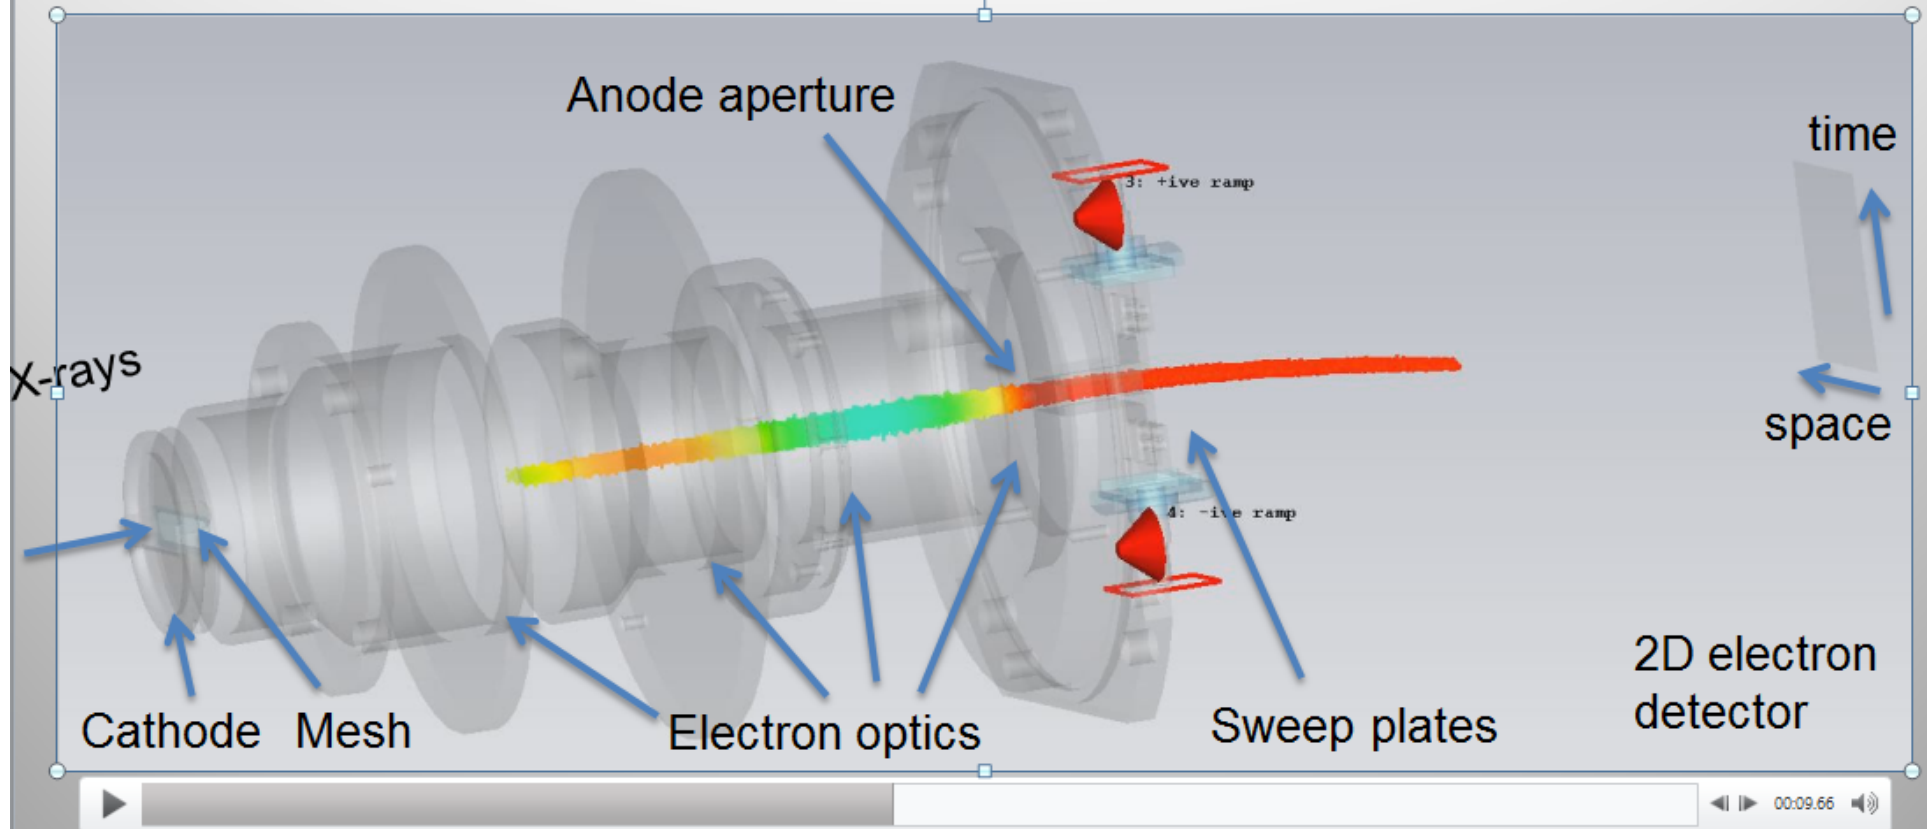 Anode aperture
time
3: +ive ramp
X-rays
space
4: -ive ramp
2D electron
detector
Cathode
Mesh
Electron optics
Sweep plates
00:09.66